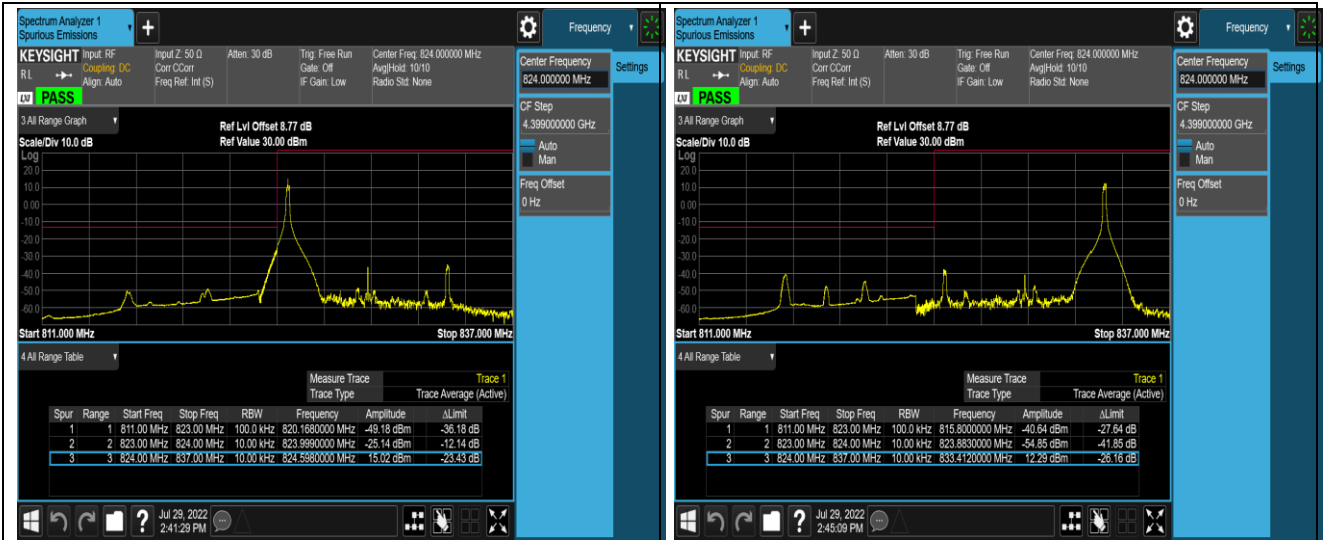 Spectrum Analyzer 1
Spurious Emissions
Frequency
KEYSIGHT Input: RF
Coupling: DC
Align: Auto
RL
Input Z: 50 Ω
Corr CCorr
Freq Ref: Int (S)
Atten: 30 dB
Trig: Free Run
Gate: Off
IF Gain: Low
Center Freq: 824.000000 MHz
Avg|Hold: 10/10
Radio Std: None
PASS
Center Frequency
824.000000 MHz
Settings
CF Step
4.399000000 GHz
Auto
Man
Freq Offset
0 Hz
3 All Range Graph
Ref Lvl Offset 8.77 dB
Scale/Div 10.0 dB
Ref Value 30.00 dBm
Log
20.0
10.0
0.00
-10.0
-20.0
-30.0
-40.0
-50.0
-60.0
Start 811.000 MHz
Stop 837.000 MHz
4 All Range Table
Measure Trace Trace 1
Trace Type Trace Average (Active)
Spur Range Start Freq Stop Freq RBW Frequency Amplitude ΔLimit
1 1 811.00 MHz 823.00 MHz 100.0 kHz 820.1680000 MHz -49.18 dBm -36.18 dB
2 2 823.00 MHz 824.00 MHz 10.00 kHz 823.9990000 MHz -25.14 dBm -12.14 dB
3 3 824.00 MHz 837.00 MHz 10.00 kHz 824.5980000 MHz 15.02 dBm -23.43 dB
Jul 29, 2022
2:41:29 PM
Spectrum Analyzer 1
Spurious Emissions
Frequency
KEYSIGHT Input: RF
Coupling: DC
Align: Auto
RL
Input Z: 50 Ω
Corr CCorr
Freq Ref: Int (S)
Atten: 30 dB
Trig: Free Run
Gate: Off
IF Gain: Low
Center Freq: 824.000000 MHz
Avg|Hold: 10/10
Radio Std: None
PASS
Center Frequency
824.000000 MHz
Settings
CF Step
4.399000000 GHz
Auto
Man
Freq Offset
0 Hz
3 All Range Graph
Ref Lvl Offset 8.77 dB
Scale/Div 10.0 dB
Ref Value 30.00 dBm
Log
20.0
10.0
0.00
-10.0
-20.0
-30.0
-40.0
-50.0
-60.0
Start 811.000 MHz
Stop 837.000 MHz
4 All Range Table
Measure Trace Trace 1
Trace Type Trace Average (Active)
Spur Range Start Freq Stop Freq RBW Frequency Amplitude ΔLimit
1 1 811.00 MHz 823.00 MHz 100.0 kHz 815.8000000 MHz -40.64 dBm -27.64 dB
2 2 823.00 MHz 824.00 MHz 10.00 kHz 823.8830000 MHz -54.85 dBm -41.85 dB
3 3 824.00 MHz 837.00 MHz 10.00 kHz 833.4120000 MHz 12.29 dBm -26.16 dB
Jul 29, 2022
2:45:09 PM